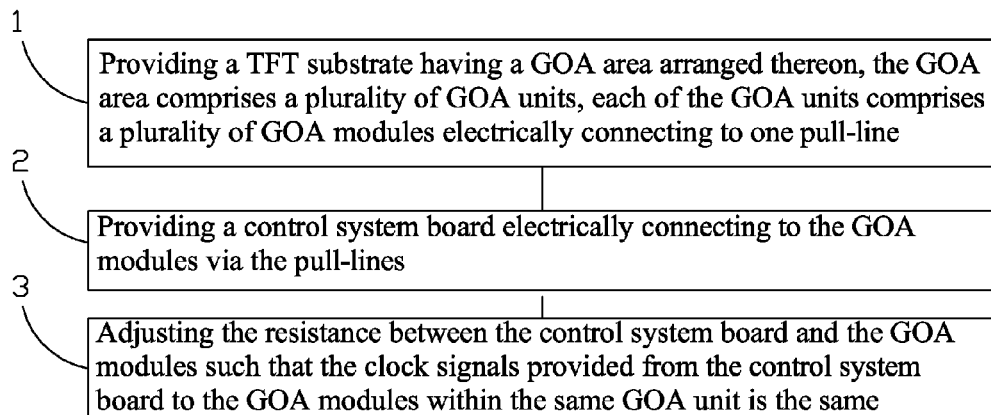 1
Providing a TFT substrate having a GOA area arranged thereon, the GOA
area comprises a plurality of GOA units, each of the GOA units comprises
a plurality of GOA modules electrically connecting to one pull-line
2
Providing a control system board electrically connecting to the GOA
modules via the pull-lines
3
Adjusting the resistance between the control system board and the GOA
modules such that the clock signals provided from the control system
board to the GOA modules within the same GOA unit is the same